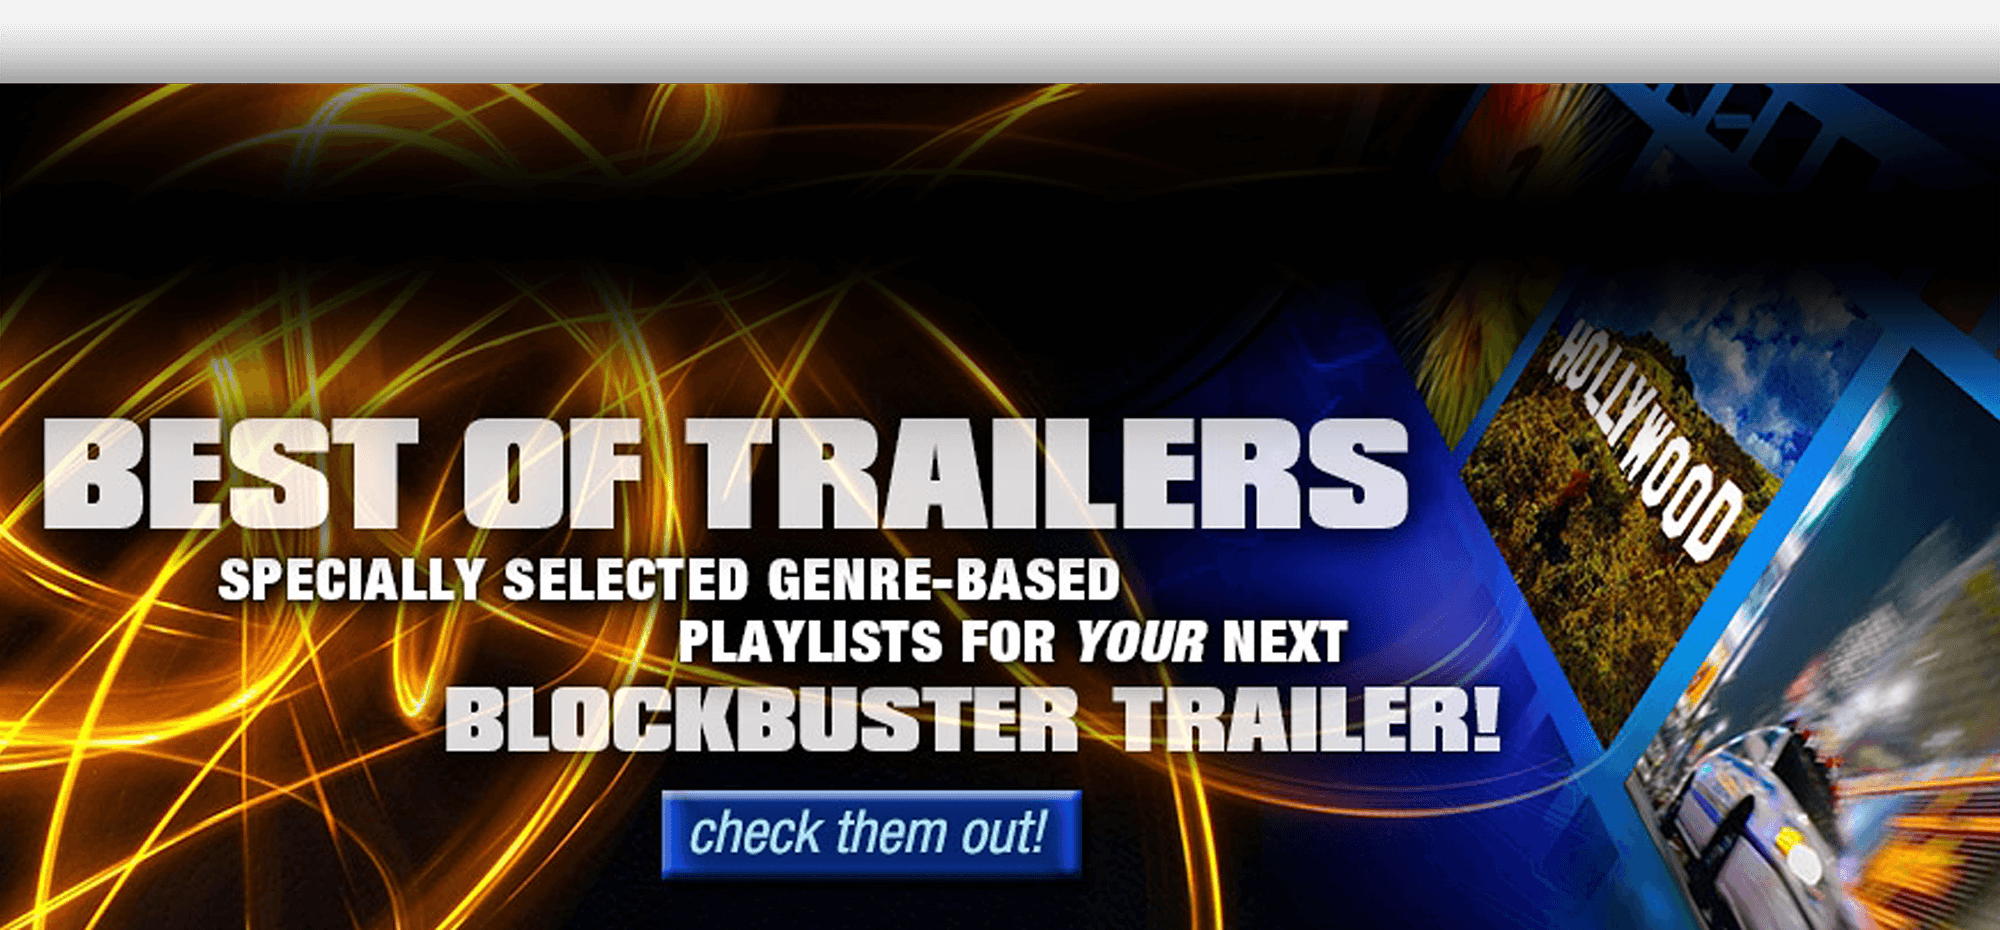 BEST OF TRAILERS
SPECIALLY SELECTED GENRE-BASED
PLAYLISTS FOR YOUR NEXT
BLOCKBUSTER TRAILER!
check them out!
HOLLYWOOD